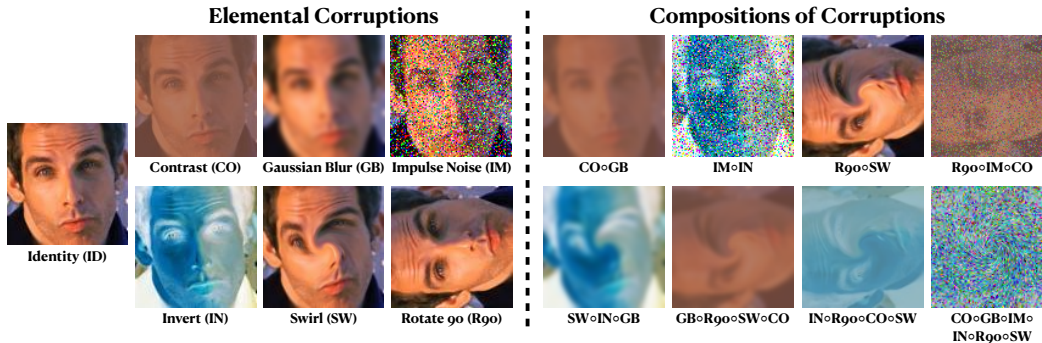 Elemental Corruptions
Compositions of Corruptions
Contrast (CO)
Gaussian Blur (GB)
Impulse Noise (IM)
CO∘GB
IM∘IN
R90∘SW
R90∘IM∘CO
Identity (ID)
Invert (IN)
Swirl (SW)
Rotate 90 (R90)
SW∘IN∘GB
GB∘R90∘SW∘CO
IN∘R90∘CO∘SW
CO∘GB∘IM∘
IN∘R90∘SW